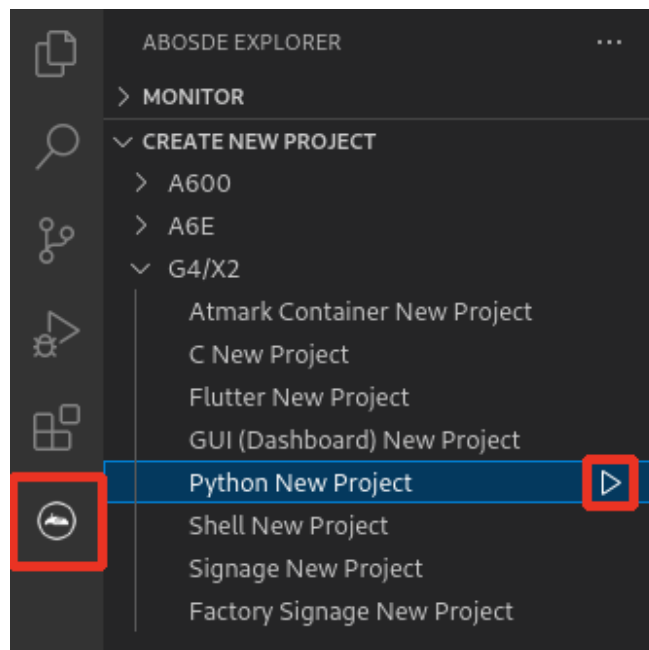 ABOSDE EXPLORER
MONITOR
CREATE NEW PROJECT
A600
A6E
G4/X2
Atmark Container New Project
C New Project
Flutter New Project
GUI (Dashboard) New Project
Python New Project
Shell New Project
Signage New Project
Factory Signage New Project